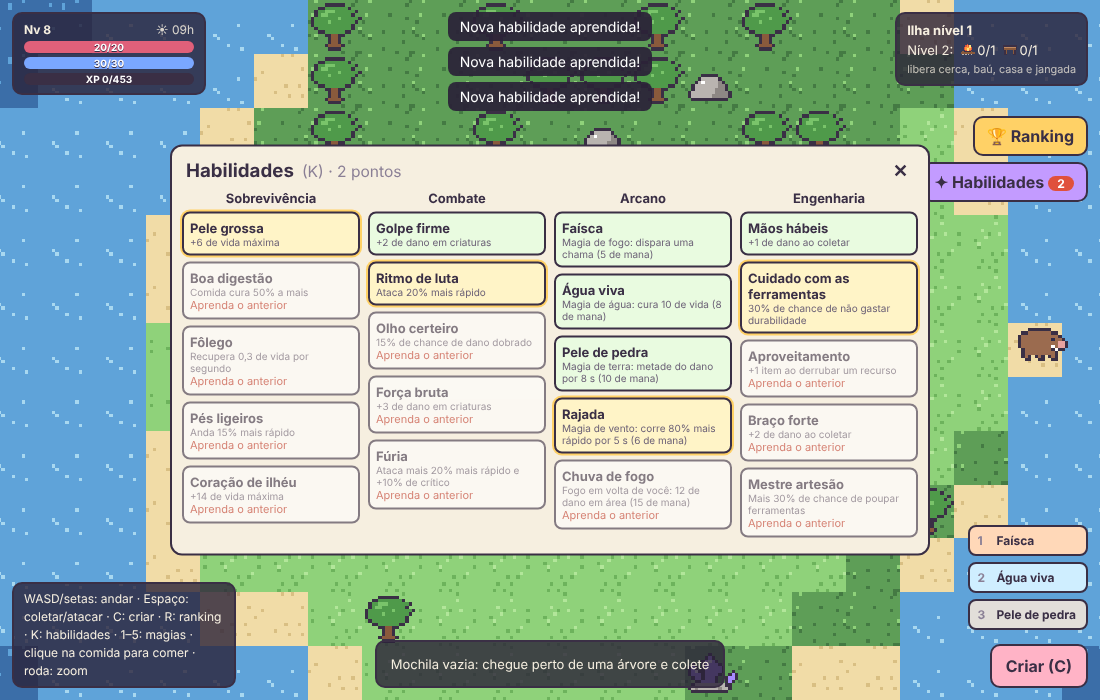 Nv 8
☀ 09h
20/20
30/30
XP 0/453
Nova habilidade aprendida!
Nova habilidade aprendida!
Nova habilidade aprendida!
Ilha nível 1
Nível 2: 0/1 0/1
libera cerca, baú, casa e jangada
Ranking
✦ Habilidades 2
Habilidades (K) · 2 pontos
✕
Sobrevivência
Pele grossa
+6 de vida máxima
Boa digestão
Comida cura 50% a mais
Aprenda o anterior
Fôlego
Recupera 0,3 de vida por
segundo
Aprenda o anterior
Pés ligeiros
Anda 15% mais rápido
Aprenda o anterior
Coração de ilhéu
+14 de vida máxima
Aprenda o anterior
Combate
Golpe firme
+2 de dano em criaturas
Ritmo de luta
Ataca 20% mais rápido
Olho certeiro
15% de chance de dano dobrado
Aprenda o anterior
Força bruta
+3 de dano em criaturas
Aprenda o anterior
Fúria
Ataca mais 20% mais rápido e
+10% de crítico
Aprenda o anterior
Arcano
Faísca
Magia de fogo: dispara uma
chama (5 de mana)
Água viva
Magia de água: cura 10 de vida (8
de mana)
Pele de pedra
Magia de terra: metade do dano
por 8 s (10 de mana)
Rajada
Magia de vento: corre 80% mais
rápido por 5 s (6 de mana)
Chuva de fogo
Fogo em volta de você: 12 de
dano em área (15 de mana)
Aprenda o anterior
Engenharia
Mãos hábeis
+1 de dano ao coletar
Cuidado com as
ferramentas
30% de chance de não gastar
durabilidade
Aproveitamento
+1 item ao derrubar um recurso
Aprenda o anterior
Braço forte
+2 de dano ao coletar
Aprenda o anterior
Mestre artesão
Mais 30% de chance de poupar
ferramentas
Aprenda o anterior
1 Faísca
2 Água viva
3 Pele de pedra
Criar (C)
WASD/setas: andar · Espaço:
coletar/atacar · C: criar · R: ranking
· K: habilidades · 1–5: magias ·
clique na comida para comer ·
roda: zoom
Mochila vazia: chegue perto de uma árvore e colete